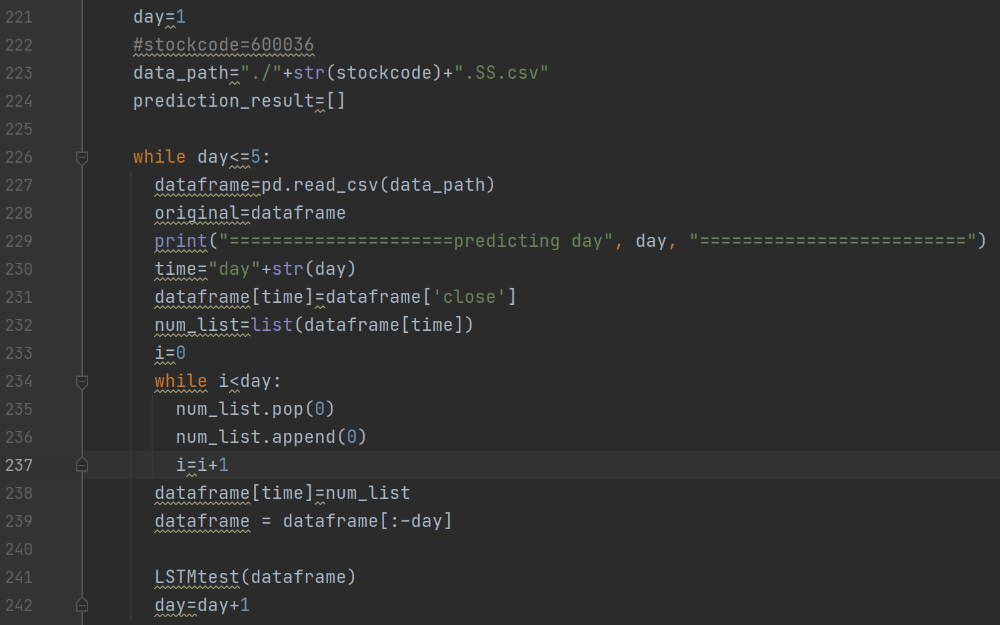 221 day=1
222 #stockcode=600036
223 data_path="./"+str(stockcode)+".SS.csv"
224 prediction_result=[]
225
226 while day<=5:
227 dataframe=pd.read_csv(data_path)
228 original=dataframe
229 print("=====================predicting day", day, "=========================")
230 time="day"+str(day)
231 dataframe[time]=dataframe['close']
232 num_list=list(dataframe[time])
233 i=0
234 while i<day:
235 num_list.pop(0)
236 num_list.append(0)
237 i=i+1
238 dataframe[time]=num_list
239 dataframe = dataframe[:-day]
240
241 LSTMtest(dataframe)
242 day=day+1